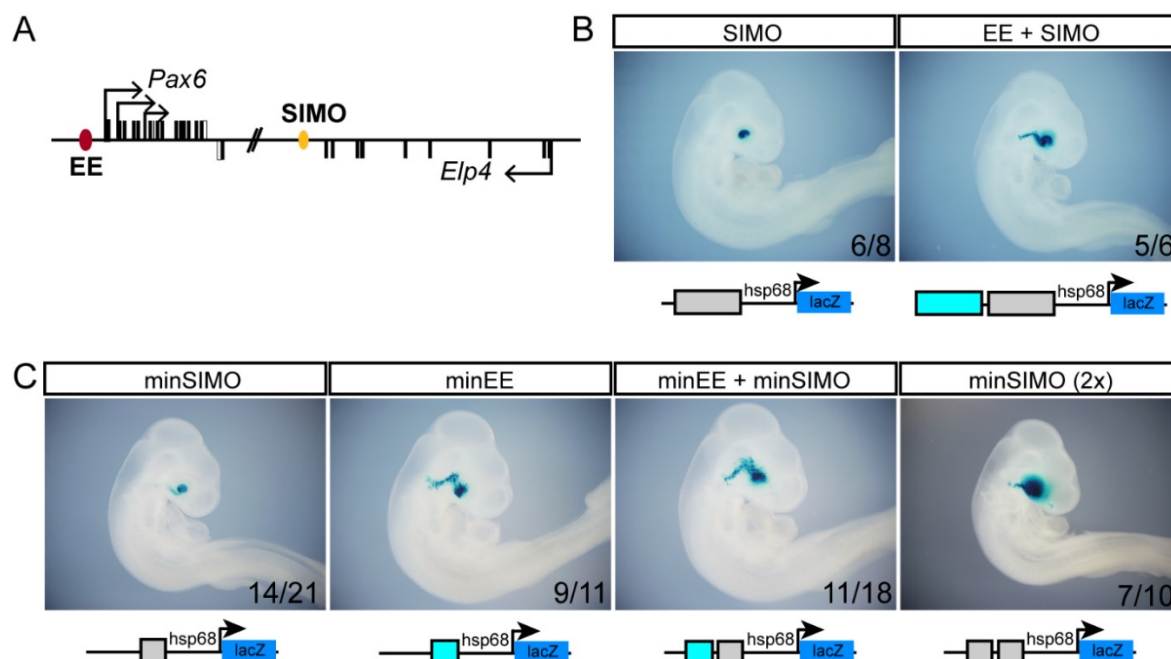 A
Pax6
SIMO
EE
Elp4
B
SIMO
EE + SIMO
6/8
5/6
hsp68
lacZ
hsp68
lacZ
C
minSIMO
minEE
minEE + minSIMO
minSIMO (2x)
14/21
9/11
11/18
7/10
hsp68
lacZ
hsp68
lacZ
hsp68
lacZ
hsp68
lacZ